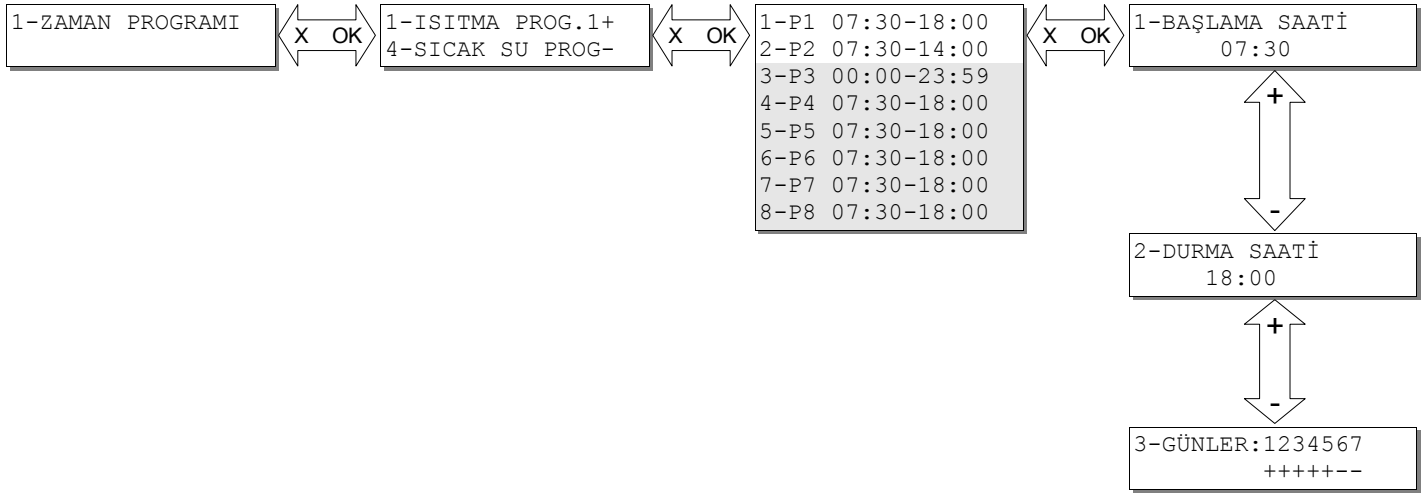 1-ZAMAN PROGRAMI
X OK
1-ISITMA PROG.1+
4-SICAK SU PROG-
X OK
1-P1 07:30-18:00
2-P2 07:30-14:00
3-P3 00:00-23:59
4-P4 07:30-18:00
5-P5 07:30-18:00
6-P6 07:30-18:00
7-P7 07:30-18:00
8-P8 07:30-18:00
X OK
1-BAŞLAMA SAATİ
07:30
+
-
2-DURMA SAATİ
18:00
+
-
3-GÜNLER:1234567
+++++--